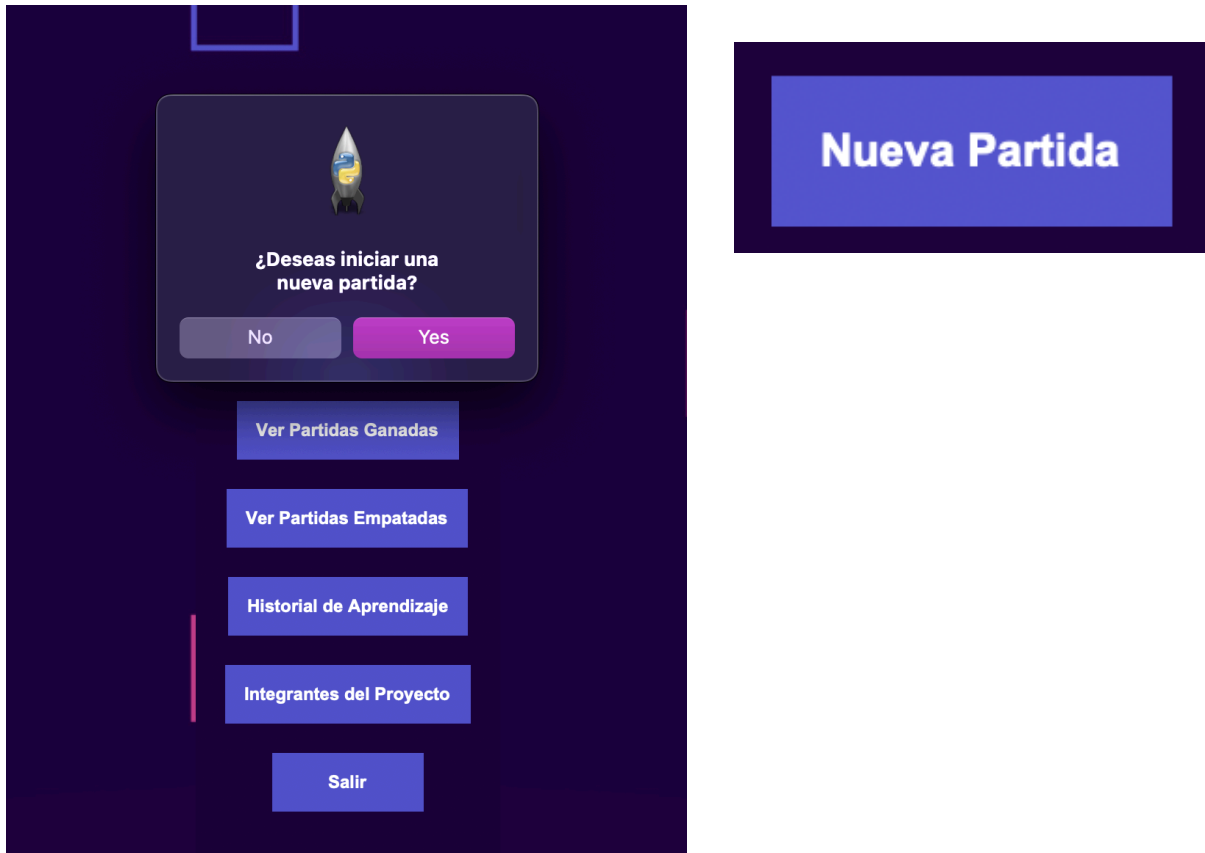 ¿Deseas iniciar una
nueva partida?
No
Yes
Ver Partidas Ganadas
Ver Partidas Empatadas
Historial de Aprendizaje
Integrantes del Proyecto
Salir
Nueva Partida